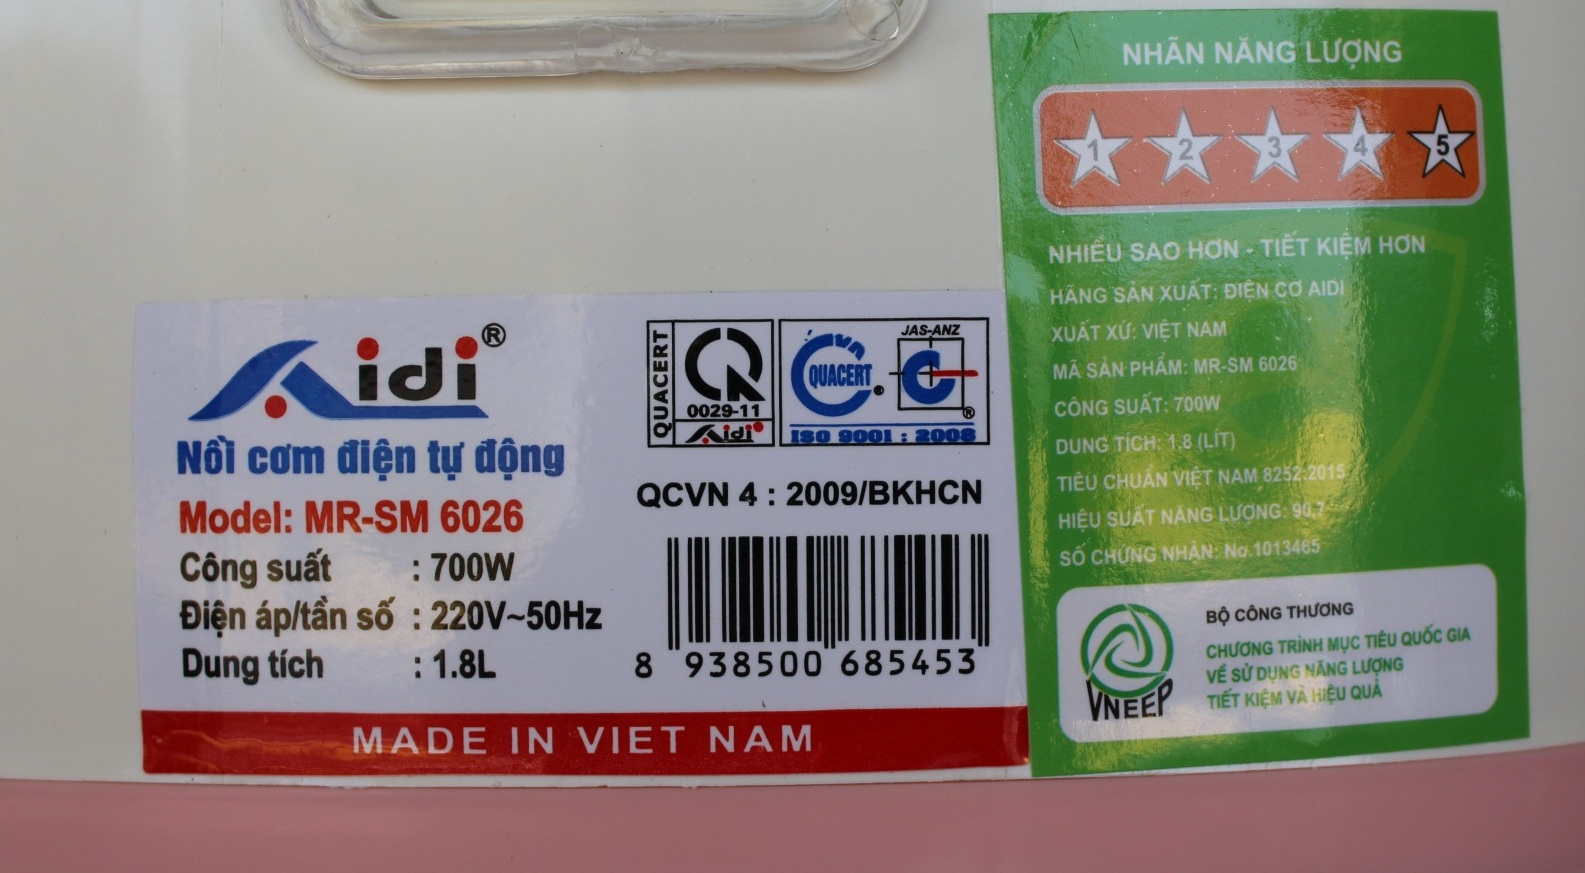 Aidi®
Nồi cơm điện tự động
Model: MR-SM 6026
Công suất : 700W
Điện áp/tần số : 220V~50Hz
Dung tích : 1.8L
QUACERT
0029-11
Aidi
QUACERT ®
JAS-ANZ
®
ISO 9001 : 2008
QCVN 4 : 2009/BKHCN
8 938500 685453
MADE IN VIET NAM
NHÃN NĂNG LƯỢNG
1 2 3 4 5
NHIỀU SAO HƠN - TIẾT KIỆM HƠN
HÃNG SẢN XUẤT: ĐIỆN CƠ AIDI
XUẤT XỨ: VIỆT NAM
MÃ SẢN PHẨM: MR-SM 6026
CÔNG SUẤT: 700W
DUNG TÍCH: 1.8 (LÍT)
TIÊU CHUẨN VIỆT NAM 8252:2015
HIỆU SUẤT NĂNG LƯỢNG: 90,7
SỐ CHỨNG NHẬN: No.1013465
VNEEP
BỘ CÔNG THƯƠNG
CHƯƠNG TRÌNH MỤC TIÊU QUỐC GIA
VỀ SỬ DỤNG NĂNG LƯỢNG
TIẾT KIỆM VÀ HIỆU QUẢ